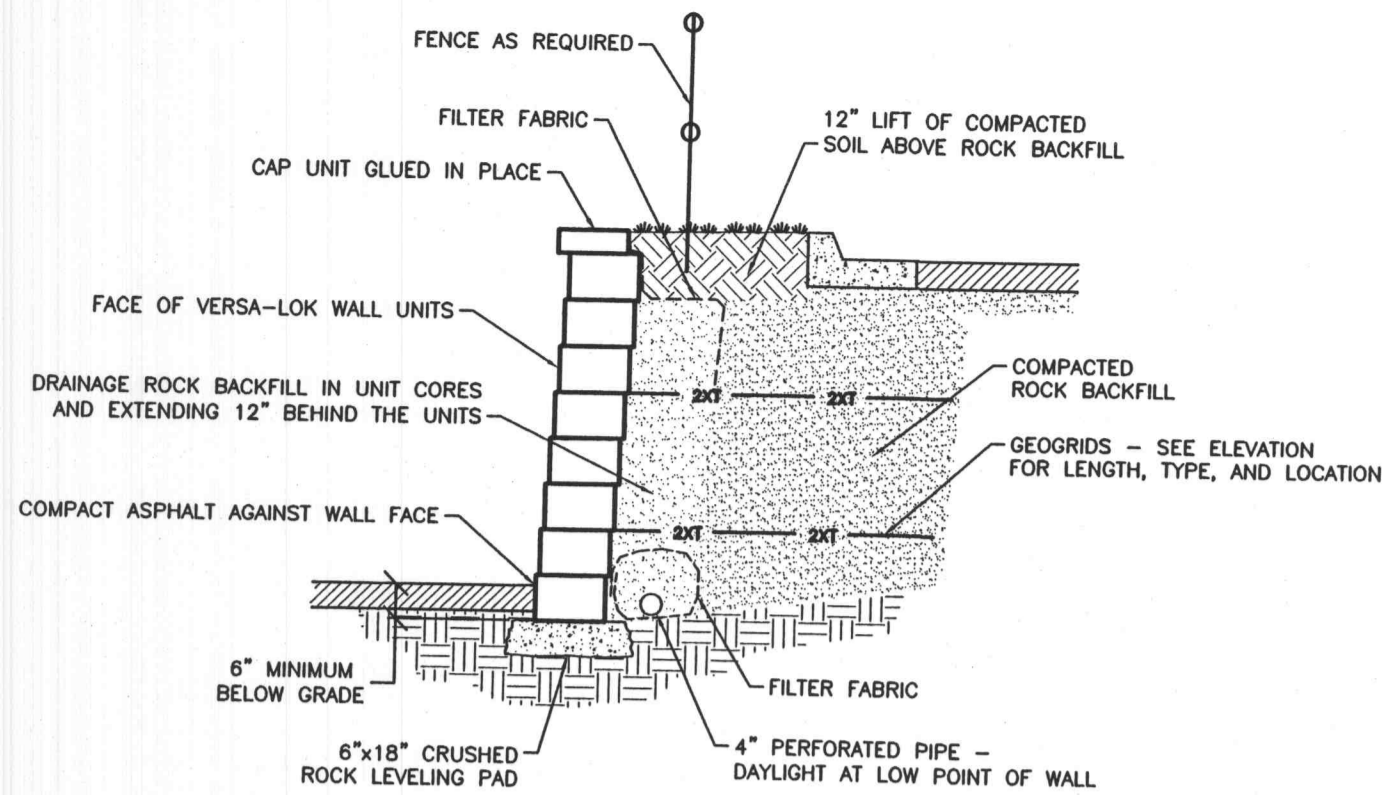 FENCE AS REQUIRED
FILTER FABRIC
12" LIFT OF COMPACTED
SOIL ABOVE ROCK BACKFILL
CAP UNIT GLUED IN PLACE
FACE OF VERSA-LOK WALL UNITS
COMPACTED
ROCK BACKFILL
DRAINAGE ROCK BACKFILL IN UNIT CORES
AND EXTENDING 12" BEHIND THE UNITS
2XT 2XT
GEOGRIDS - SEE ELEVATION
FOR LENGTH, TYPE, AND LOCATION
COMPACT ASPHALT AGAINST WALL FACE
2XT 2XT
6" MINIMUM
BELOW GRADE
FILTER FABRIC
6"x18" CRUSHED
ROCK LEVELING PAD
4" PERFORATED PIPE -
DAYLIGHT AT LOW POINT OF WALL